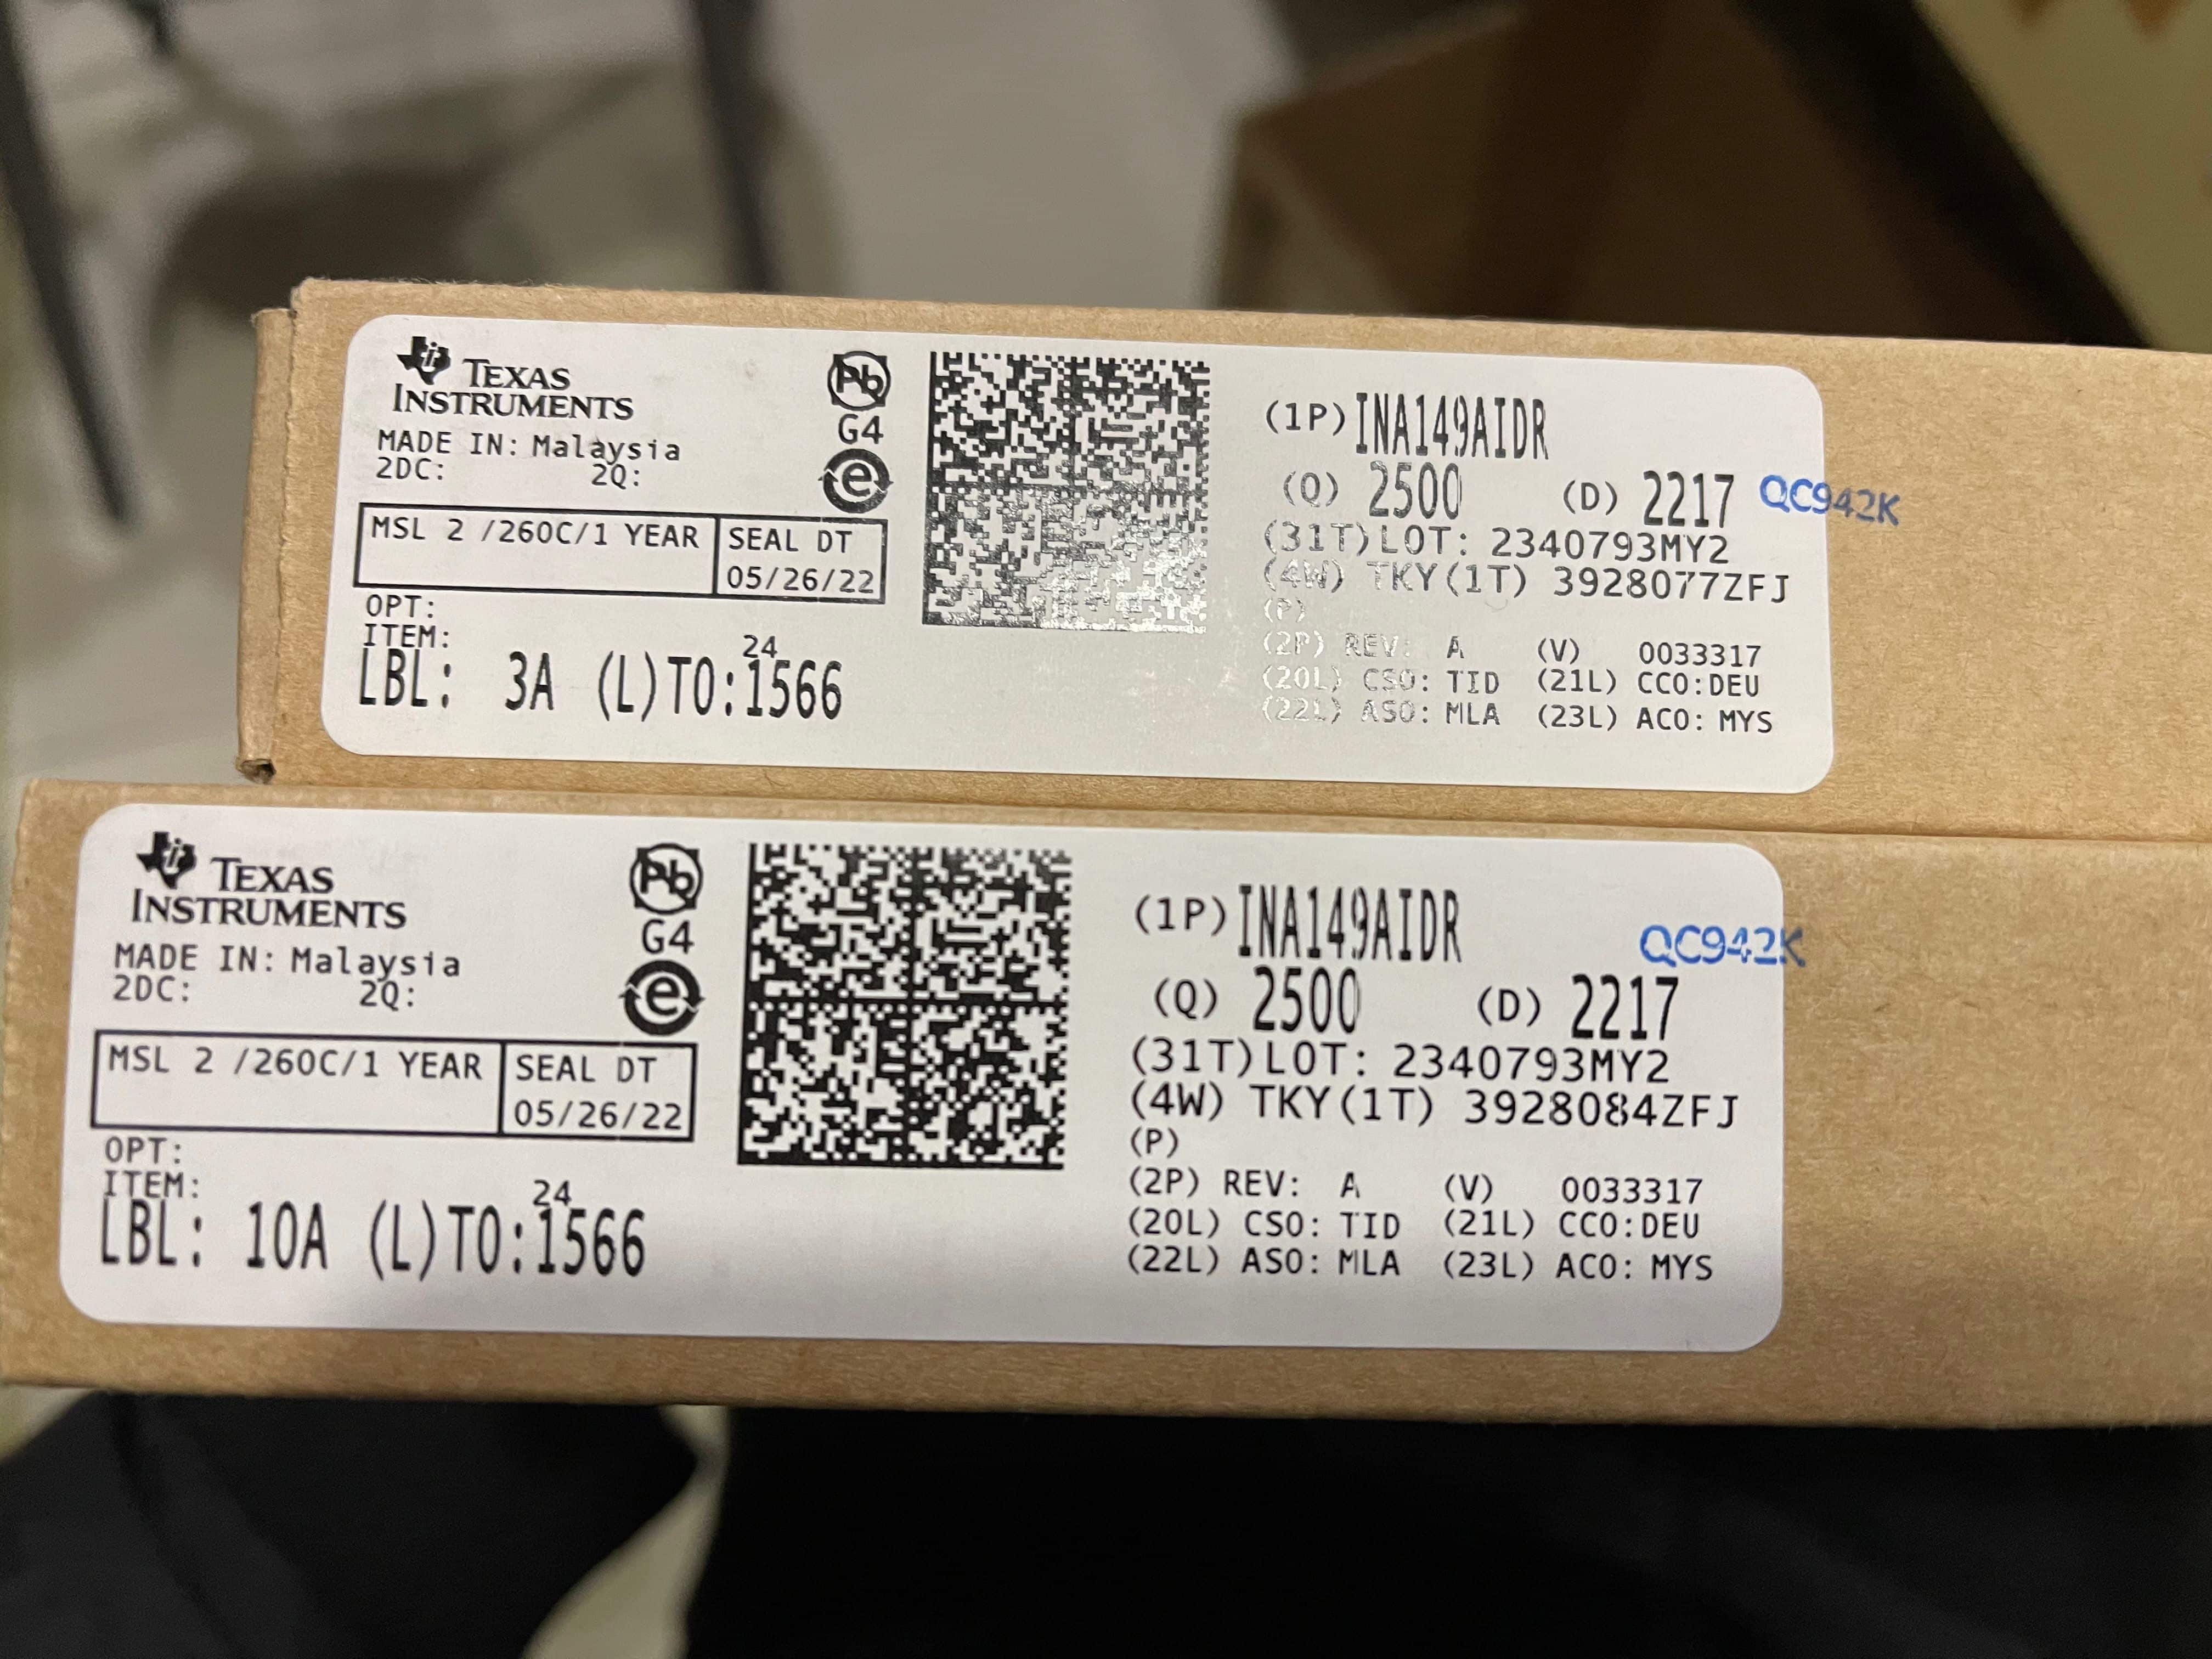 TEXAS
INSTRUMENTS
MADE IN: Malaysia
2DC: 2Q:
MSL 2 /260C/1 YEAR
SEAL DT
05/26/22
OPT:
ITEM:
24
LBL: 3A (L)TO:1566
Pb
G4
e
(1P) INA149AIDR
(Q) 2500 (D) 2217 QC942K
(31T)LOT: 2340793MY2
(4W) TKY(1T) 3928077ZFJ
(P)
(2P) REV: A (V) 0033317
(20L) CSO: TID (21L) CCO:DEU
(22L) ASO: MLA (23L) ACO: MYS
TEXAS
INSTRUMENTS
MADE IN: Malaysia
2DC: 2Q:
MSL 2 /260C/1 YEAR
SEAL DT
05/26/22
OPT:
ITEM:
24
LBL: 10A (L)TO:1566
Pb
G4
e
(1P) INA149AIDR
QC942K
(Q) 2500 (D) 2217
(31T)LOT: 2340793MY2
(4W) TKY(1T) 3928084ZFJ
(P)
(2P) REV: A (V) 0033317
(20L) CSO: TID (21L) CCO:DEU
(22L) ASO: MLA (23L) ACO: MYS